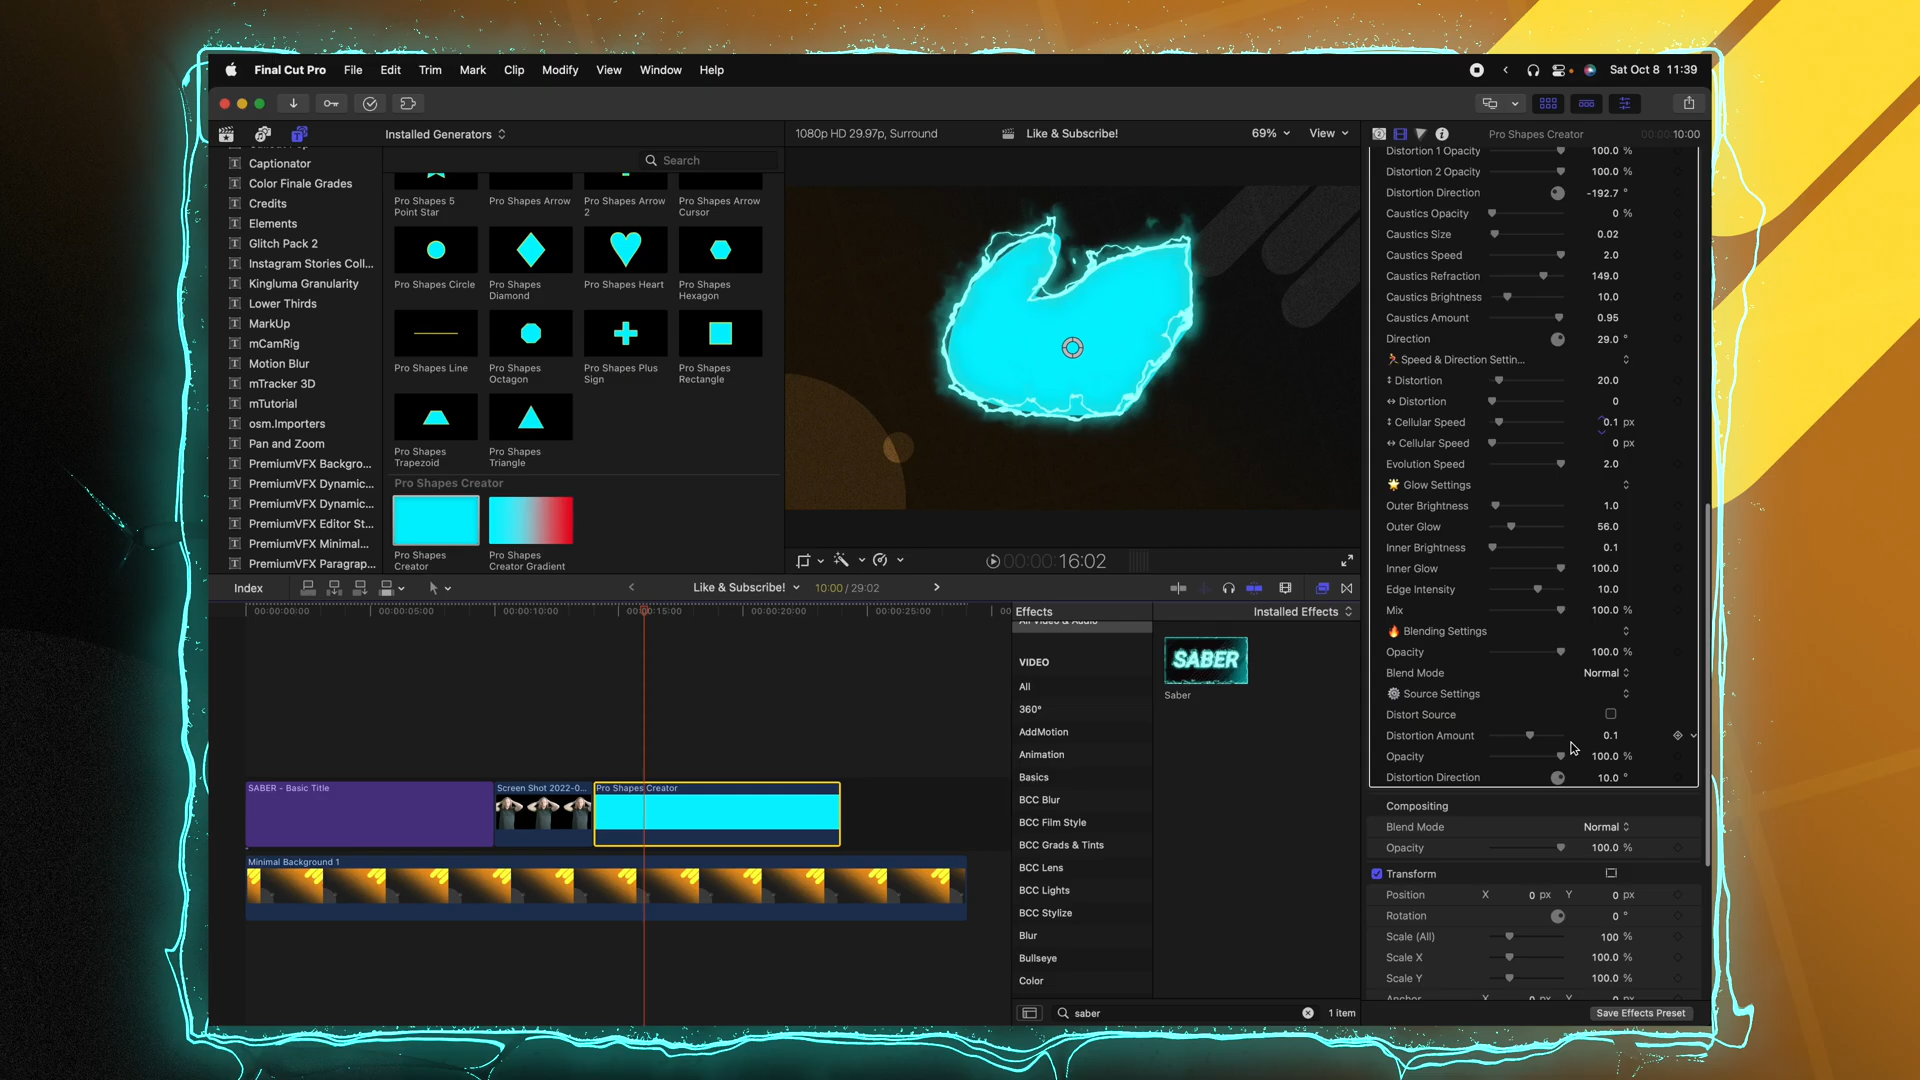 Final Cut Pro File Edit Trim Mark Clip Modify View Window Help Sat Oct 8 11:39
Installed Generators
1080p HD 29.97p, Surround Like & Subscribe! 69% View
Pro Shapes Creator 00:00:10:00
Search
Captionator
Color Finale Grades
Credits
Elements
Glitch Pack 2
Instagram Stories Coll...
Kingluma Granularity
Lower Thirds
MarkUp
mCamRig
Motion Blur
mTracker 3D
mTutorial
osm.Importers
Pan and Zoom
PremiumVFX Backgro...
PremiumVFX Dynamic...
PremiumVFX Dynamic...
PremiumVFX Editor St...
PremiumVFX Minimal...
PremiumVFX Paragrap...
Pro Shapes 5 Point Star
Pro Shapes Arrow
Pro Shapes Arrow 2
Pro Shapes Arrow Cursor
Pro Shapes Circle
Pro Shapes Diamond
Pro Shapes Heart
Pro Shapes Hexagon
Pro Shapes Line
Pro Shapes Octagon
Pro Shapes Plus Sign
Pro Shapes Rectangle
Pro Shapes Trapezoid
Pro Shapes Triangle
Pro Shapes Creator
Pro Shapes Creator
Pro Shapes Creator Gradient
00:00:16:02
Distortion 1 Opacity 100.0 %
Distortion 2 Opacity 100.0 %
Distortion Direction -192.7 °
Caustics Opacity 0 %
Caustics Size 0.02
Caustics Speed 2.0
Caustics Refraction 149.0
Caustics Brightness 10.0
Caustics Amount 0.95
Direction 29.0 °
Speed & Direction Settin...
↕ Distortion 20.0
↔ Distortion 0
↕ Cellular Speed 0.1 px
↔ Cellular Speed 0 px
Evolution Speed 2.0
Glow Settings
Outer Brightness 1.0
Outer Glow 56.0
Inner Brightness 0.1
Inner Glow 100.0
Edge Intensity 10.0
Mix 100.0 %
Blending Settings
Opacity 100.0 %
Blend Mode Normal
Source Settings
Distort Source
Distortion Amount 0.1
Opacity 100.0 %
Distortion Direction 10.0 °
Compositing
Blend Mode Normal
Opacity 100.0 %
Transform
Position X 0 px Y 0 px
Rotation 0 °
Scale (All) 100 %
Scale X 100.0 %
Scale Y 100.0 %
Anchor X 0 px Y 0 px
Save Effects Preset
Index Like & Subscribe! 10:00 / 29:02
00:00:00:00 00:00:05:00 00:00:10:00 00:00:15:00 00:00:20:00 00:00:25:00 00
SABER - Basic Title
Screen Shot 2022-0...
Pro Shapes Creator
Minimal Background 1
Effects Installed Effects
All Video & Audio
VIDEO
All
360°
AddMotion
Animation
Basics
BCC Blur
BCC Film Style
BCC Grads & Tints
BCC Lens
BCC Lights
BCC Stylize
Blur
Bullseye
Color
SABER
Saber
saber
1 item